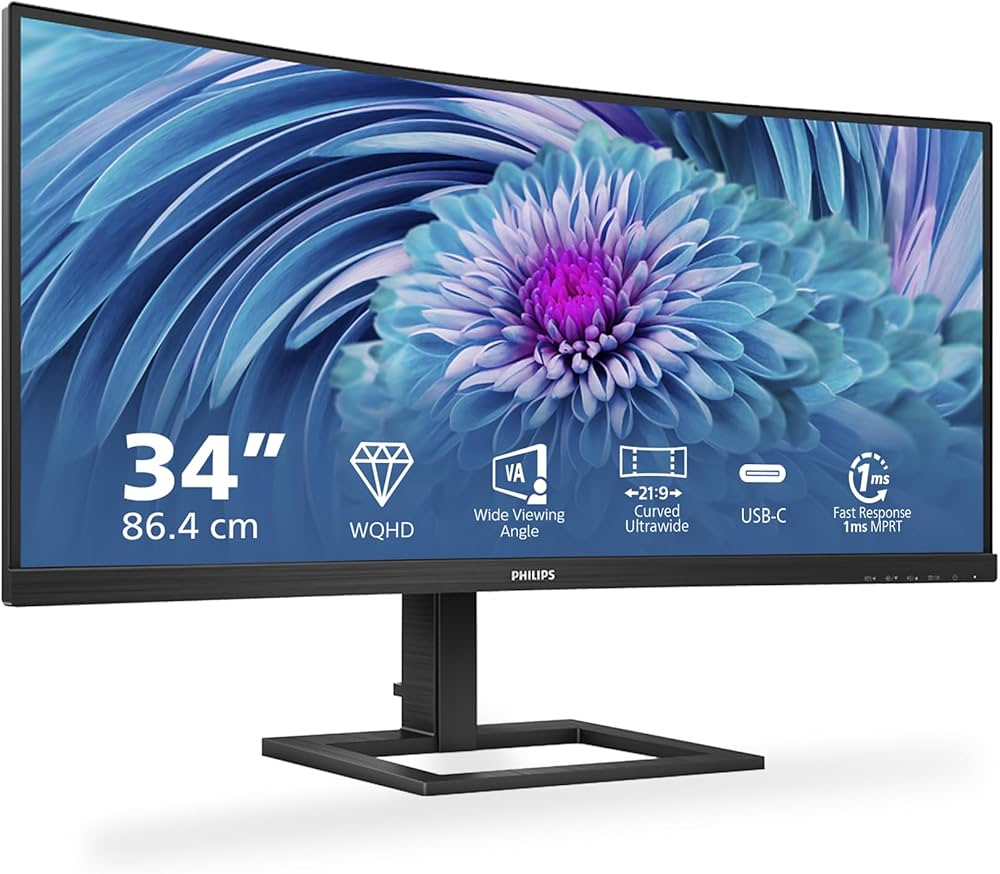 34”
86.4 cm
WQHD
VA
Wide Viewing
Angle
21:9
Curved
Ultrawide
USB-C
1ms
Fast Response
1ms MPRT
PHILIPS